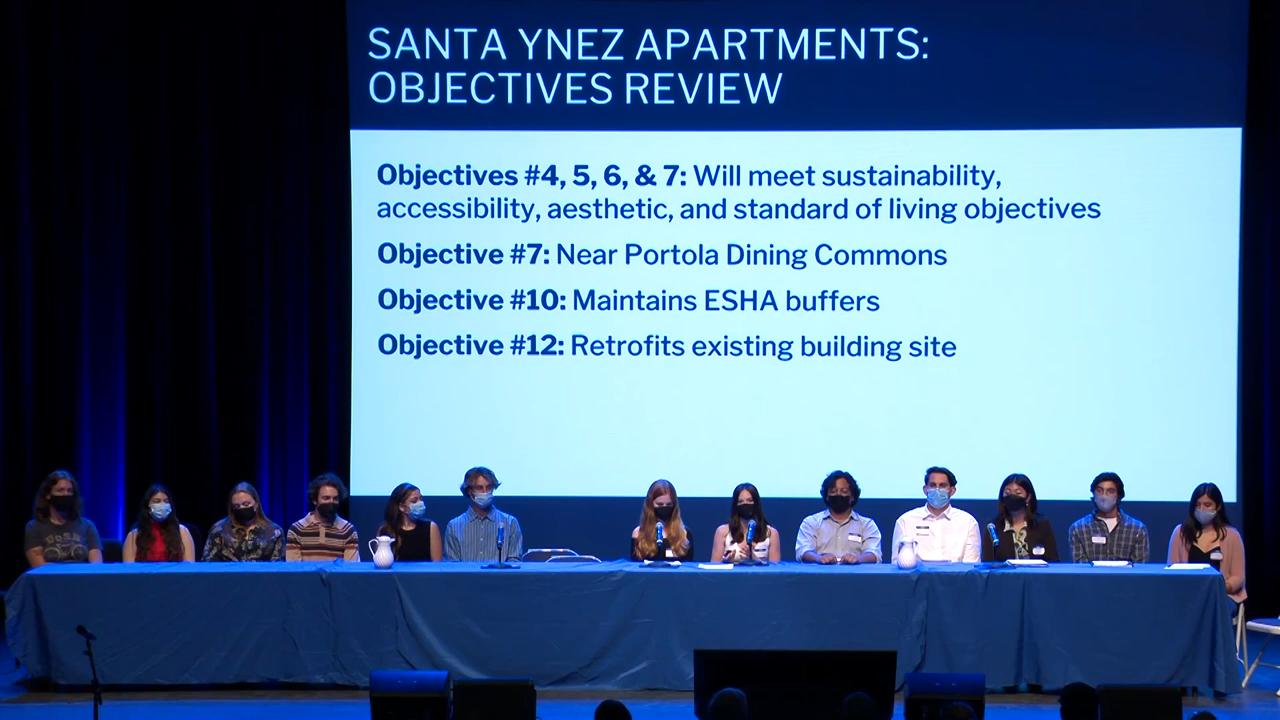 SANTA YNEZ APARTMENTS:
OBJECTIVES REVIEW
Objectives #4, 5, 6, & 7: Will meet sustainability,
accessibility, aesthetic, and standard of living objectives
Objective #7: Near Portola Dining Commons
Objective #10: Maintains ESHA buffers
Objective #12: Retrofits existing building site